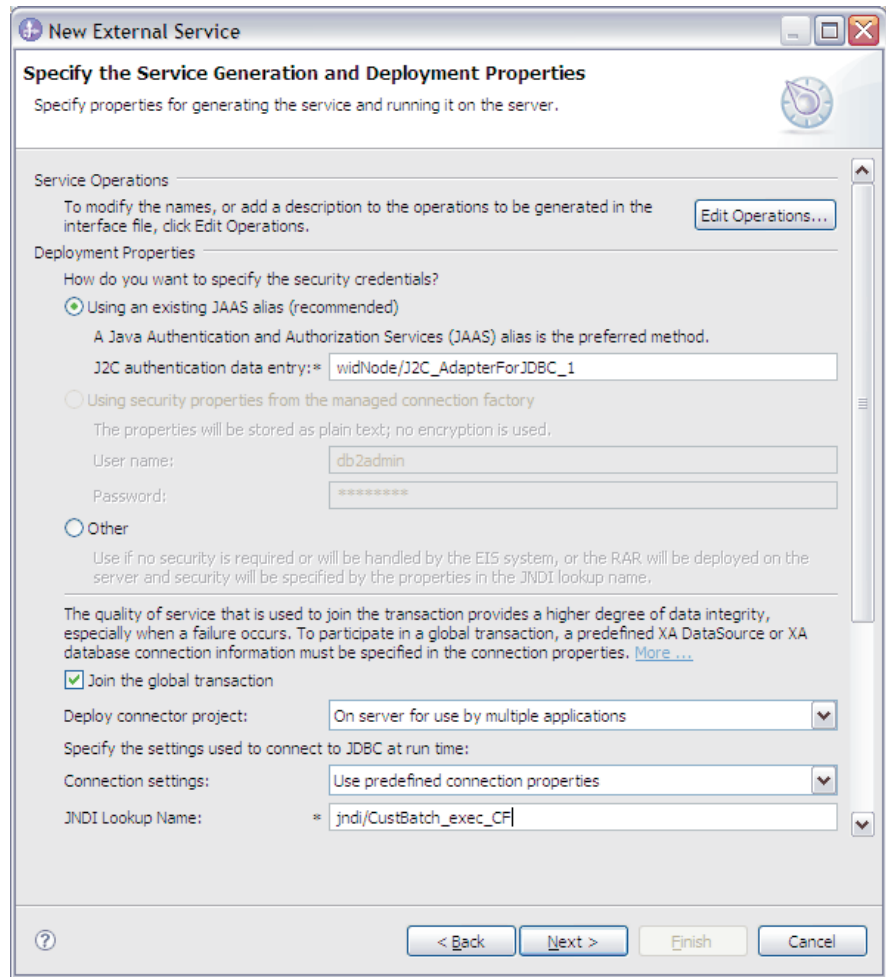 New External Service
Specify the Service Generation and Deployment Properties
Specify properties for generating the service and running it on the server.
Service Operations
To modify the names, or add a description to the operations to be generated in the
interface file, click Edit Operations.
Edit Operations...
Deployment Properties
How do you want to specify the security credentials?
Using an existing JAAS alias (recommended)
A Java Authentication and Authorization Services (JAAS) alias is the preferred method.
J2C authentication data entry:* widNode/J2C_AdapterForJDBC_1
Using security properties from the managed connection factory
The properties will be stored as plain text; no encryption is used.
User name: db2admin
Password: ********
Other
Use if no security is required or will be handled by the EIS system, or the RAR will be deployed on the
server and security will be specified by the properties in the JNDI lookup name.
The quality of service that is used to join the transaction provides a higher degree of data integrity,
especially when a failure occurs. To participate in a global transaction, a predefined XA DataSource or XA
database connection information must be specified in the connection properties. More ...
Join the global transaction
Deploy connector project: On server for use by multiple applications
Specify the settings used to connect to JDBC at run time:
Connection settings: Use predefined connection properties
JNDI Lookup Name: * jndi/CustBatch_exec_CF
? < Back Next > Finish Cancel